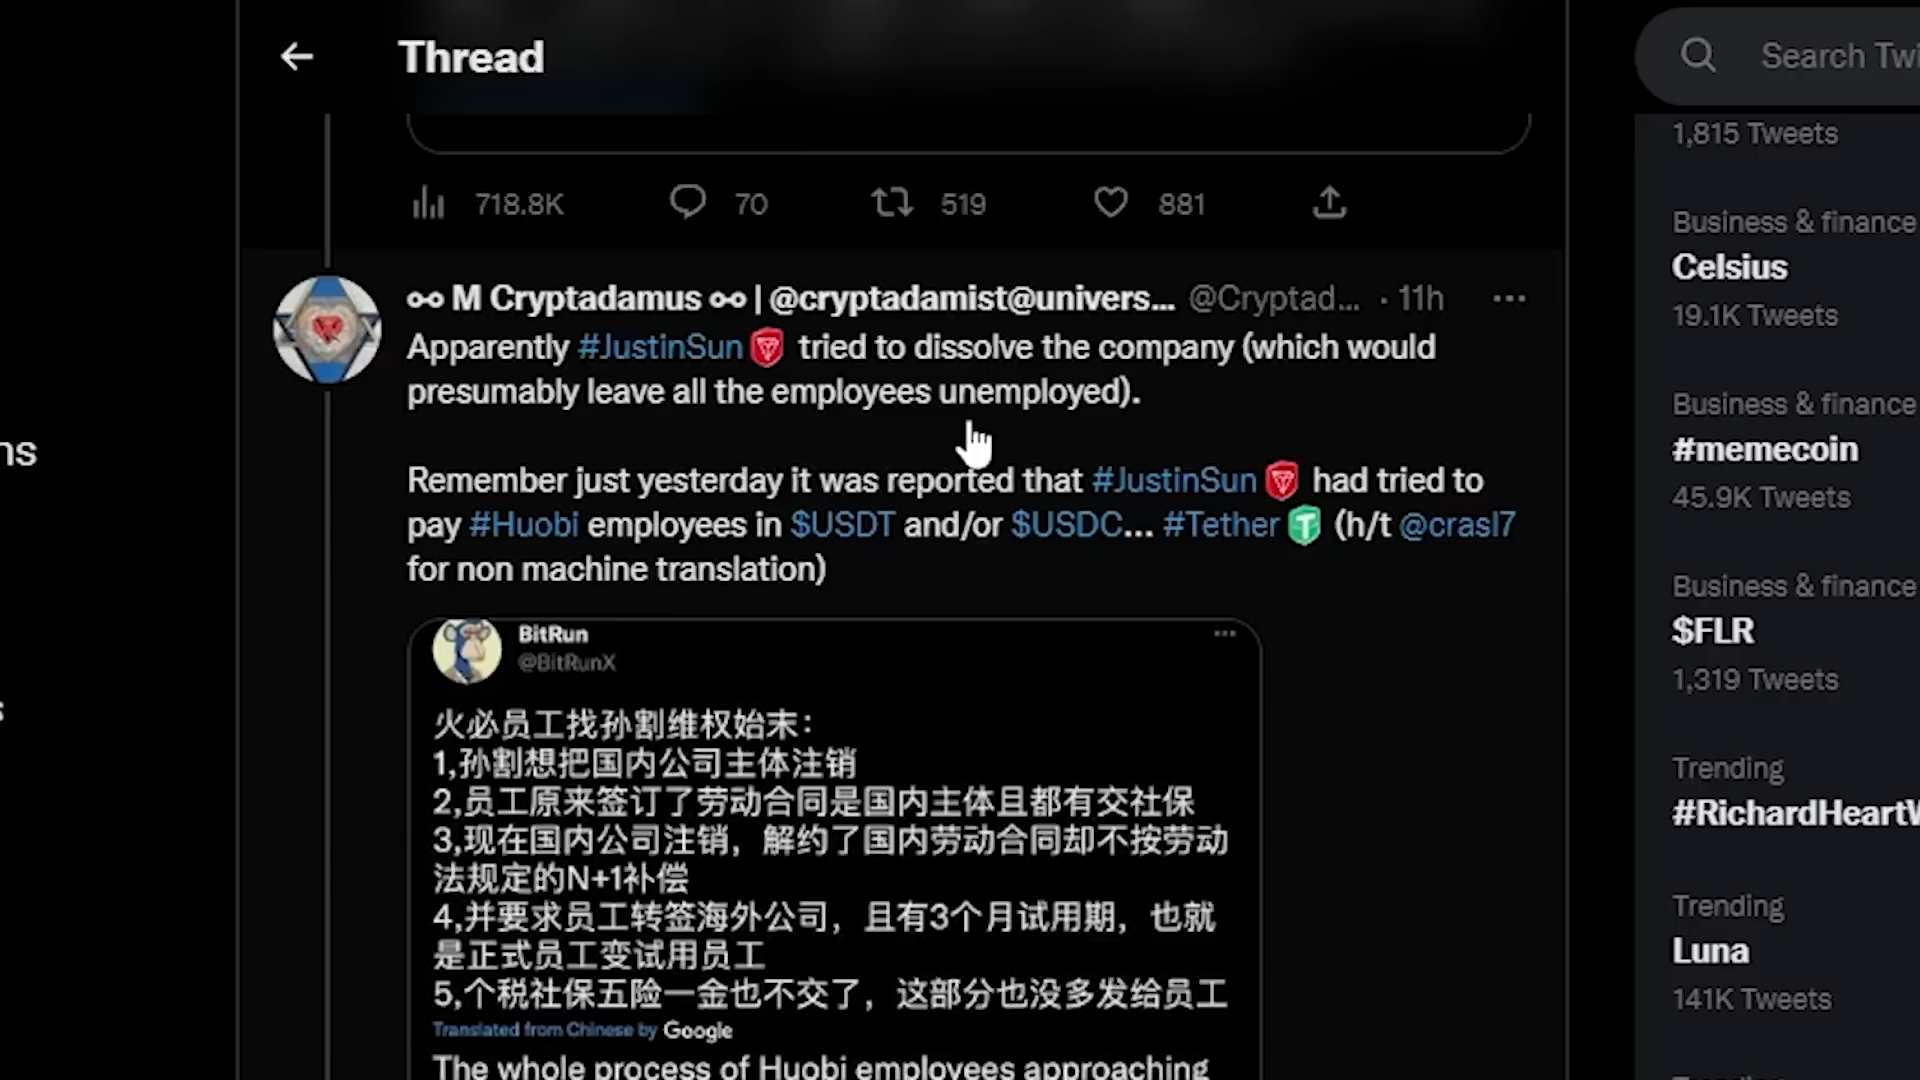 Thread
Search Twi
718.8K 70 519 881
M Cryptadamus | @cryptadamist@univers... @Cryptad... · 11h
Apparently #JustinSun tried to dissolve the company (which would
presumably leave all the employees unemployed).
Remember just yesterday it was reported that #JustinSun had tried to
pay #Huobi employees in $USDT and/or $USDC... #Tether (h/t @crasl7
for non machine translation)
BitRun
@BitRunX
火必员工找孙割维权始末：
1,孙割想把国内公司主体注销
2,员工原来签订了劳动合同是国内主体且都有交社保
3,现在国内公司注销，解约了国内劳动合同却不按劳动
法规定的N+1补偿
4,并要求员工转签海外公司，且有3个月试用期，也就
是正式员工变试用员工
5,个税社保五险一金也不交了，这部分也没多发给员工
Translated from Chinese by Google
The whole process of Huobi employees approaching
ns
s
1,815 Tweets
Business & finance
Celsius
19.1K Tweets
Business & finance
#memecoin
45.9K Tweets
Business & finance
$FLR
1,319 Tweets
Trending
#RichardHeartW
Trending
Luna
141K Tweets